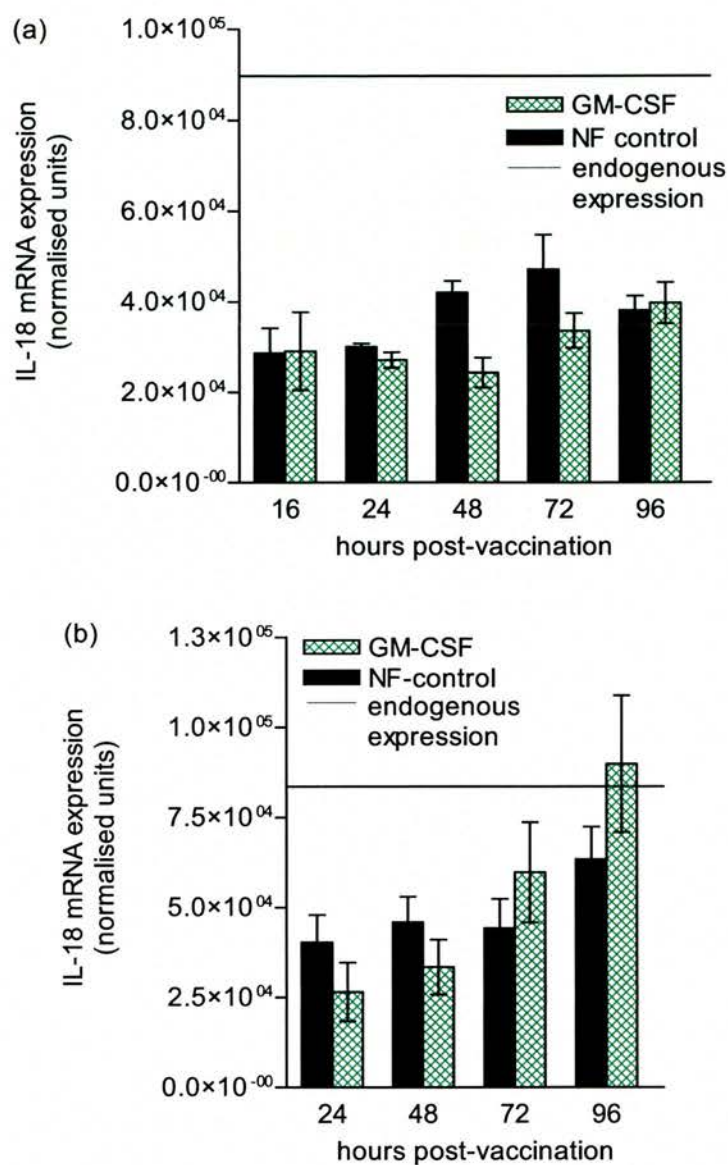 (a)
IL-18 mRNA expression
(normalised units)
1.0×10^05
8.0×10^04
6.0×10^04
4.0×10^04
2.0×10^04
0.0×10^-00
GM-CSF
NF control
endogenous
expression
16 24 48 72 96
hours post-vaccination
(b)
IL-18 mRNA expression
(normalised units)
1.3×10^05
1.0×10^05
7.5×10^04
5.0×10^04
2.5×10^04
0.0×10^-00
GM-CSF
NF-control
endogenous
expression
24 48 72 96
hours post-vaccination